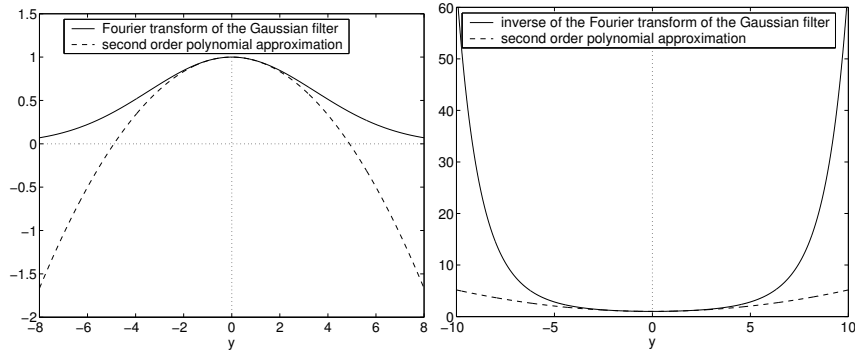 Fourier transform of the Gaussian filter
second order polynomial approximation
1.5
1
0.5
0
−0.5
−1
−1.5
−2
−8 −6 −4 −2 0 2 4 6 8
y
inverse of the Fourier transform of the Gaussian filter
second order polynomial approximation
60
50
40
30
20
10
0
−10 −5 0 5 10
y